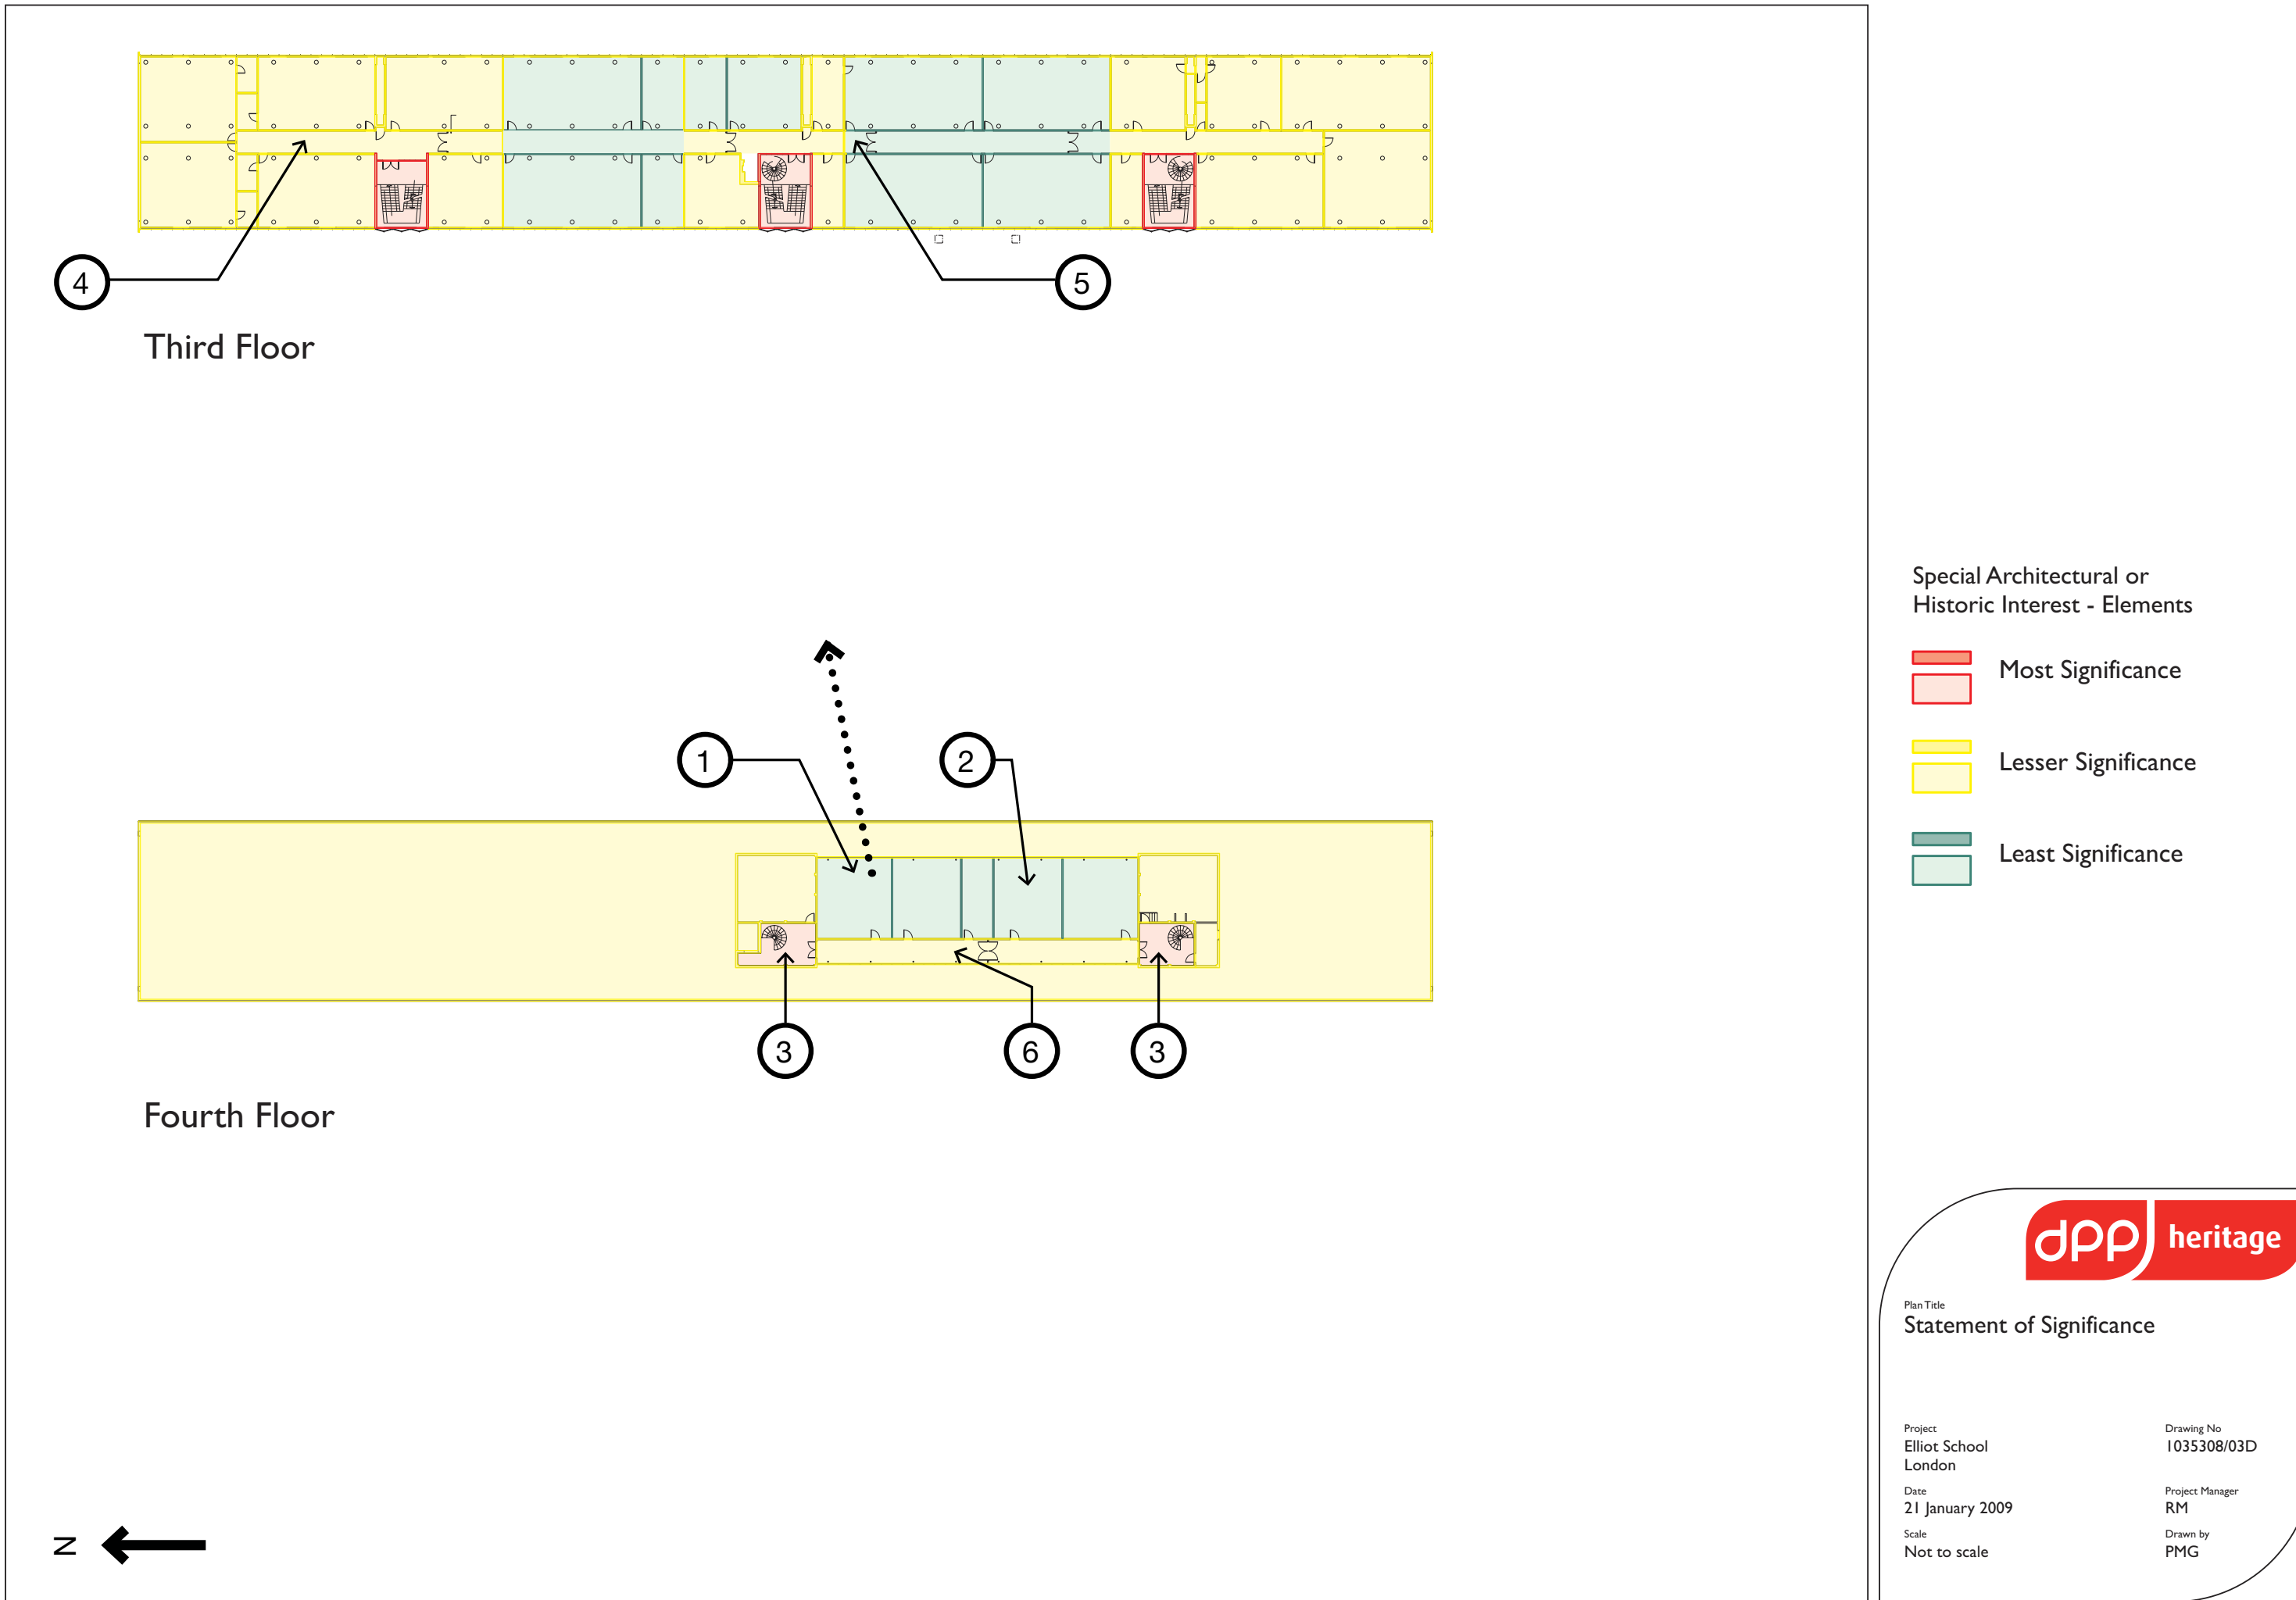 4
5
Third Floor
1
2
3
6
3
Fourth Floor
N
Special Architectural or
Historic Interest - Elements
Most Significance
Lesser Significance
Least Significance
dpp heritage
Plan Title
Statement of Significance
Project
Elliot School
London
Drawing No
1035308/03D
Date
21 January 2009
Project Manager
RM
Scale
Not to scale
Drawn by
PMG